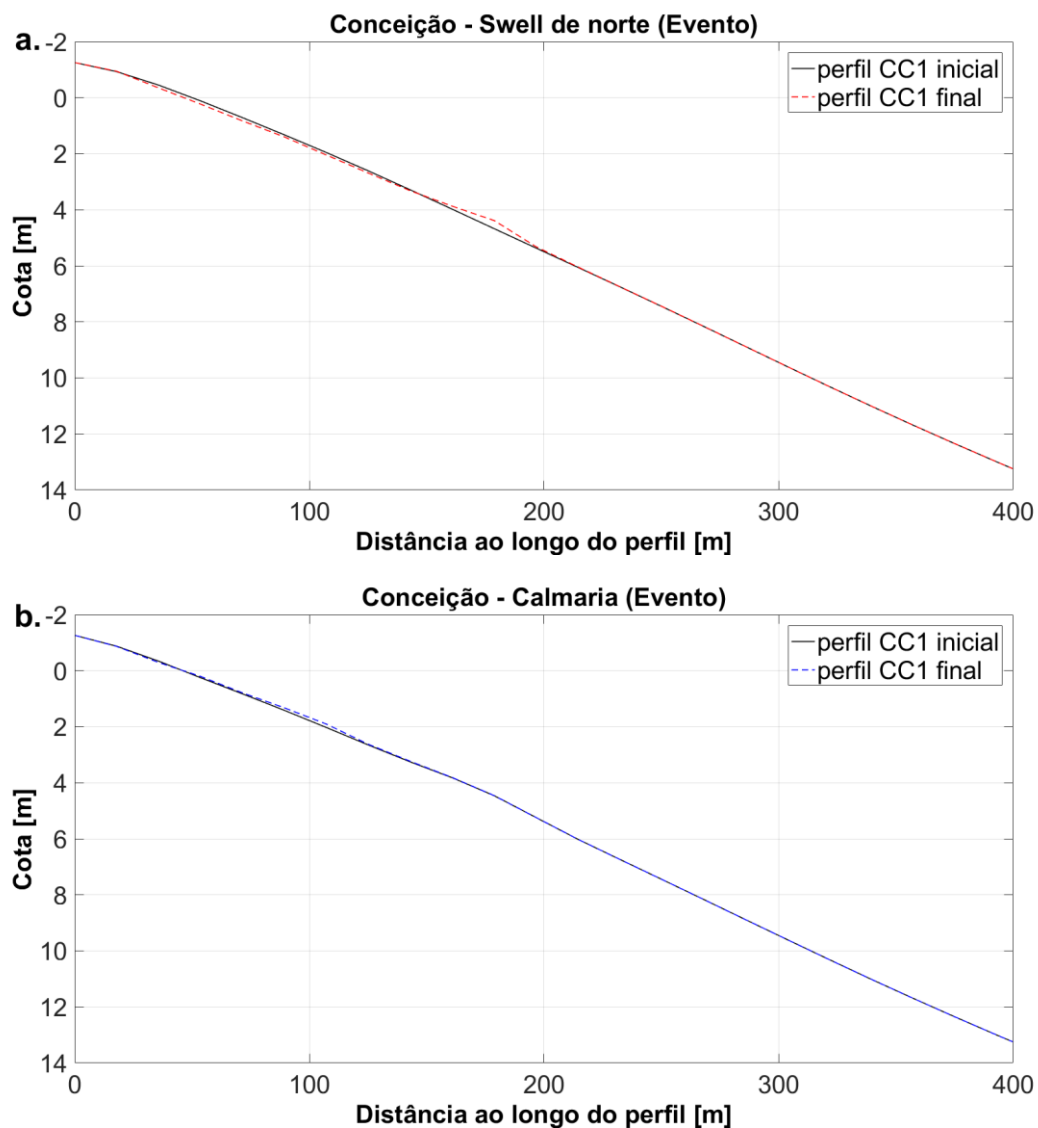 a.
Conceição - Swell de norte (Evento)
perfil CC1 inicial
perfil CC1 final
Cota [m]
-2
0
2
4
6
8
10
12
14
0 100 200 300 400
Distância ao longo do perfil [m]
b.
Conceição - Calmaria (Evento)
perfil CC1 inicial
perfil CC1 final
Cota [m]
-2
0
2
4
6
8
10
12
14
0 100 200 300 400
Distância ao longo do perfil [m]